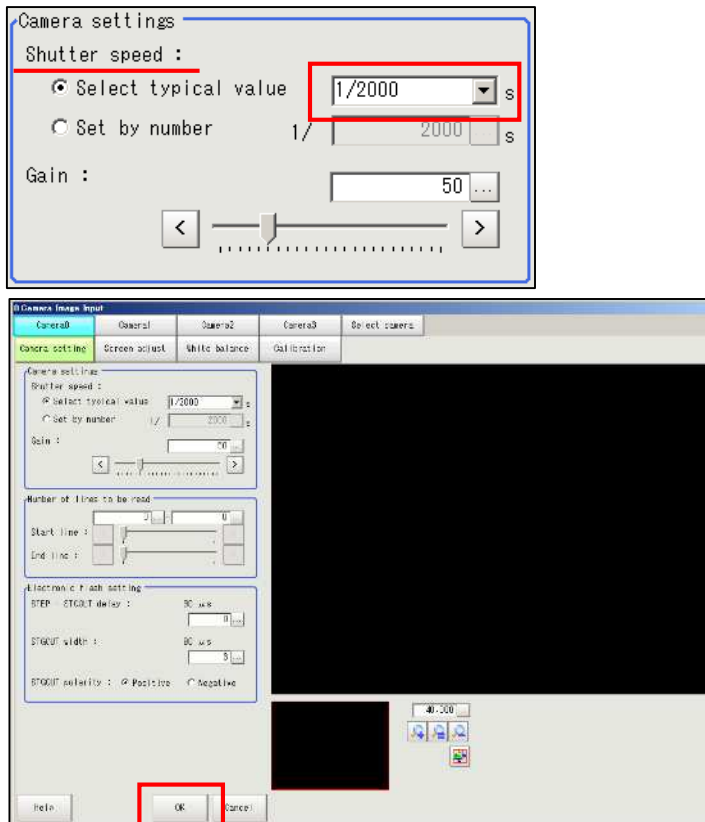 Camera settings
Shutter speed :
Select typical value 1/2000 s
Set by number 1/ 2000 ... s
Gain : 50 ...
< >
0 Camera Image Input
Camera0 Camera1 Camera2 Camera3 Select camera
Camera setting Screen adjust White balance Calibration
Camera settings
Shutter speed :
Select typical value 1/2000 s
Set by number 1/ 2000 s
Gain : 50 ...
< >
Number of lines to be read
0 ... - 0
Start line :
End line :
Electronic flash setting
STEP - STGOUT delay :
0 ...
STGOUT width :
STGOUT polarity : Positive Negative
40.000
Help OK Cancel